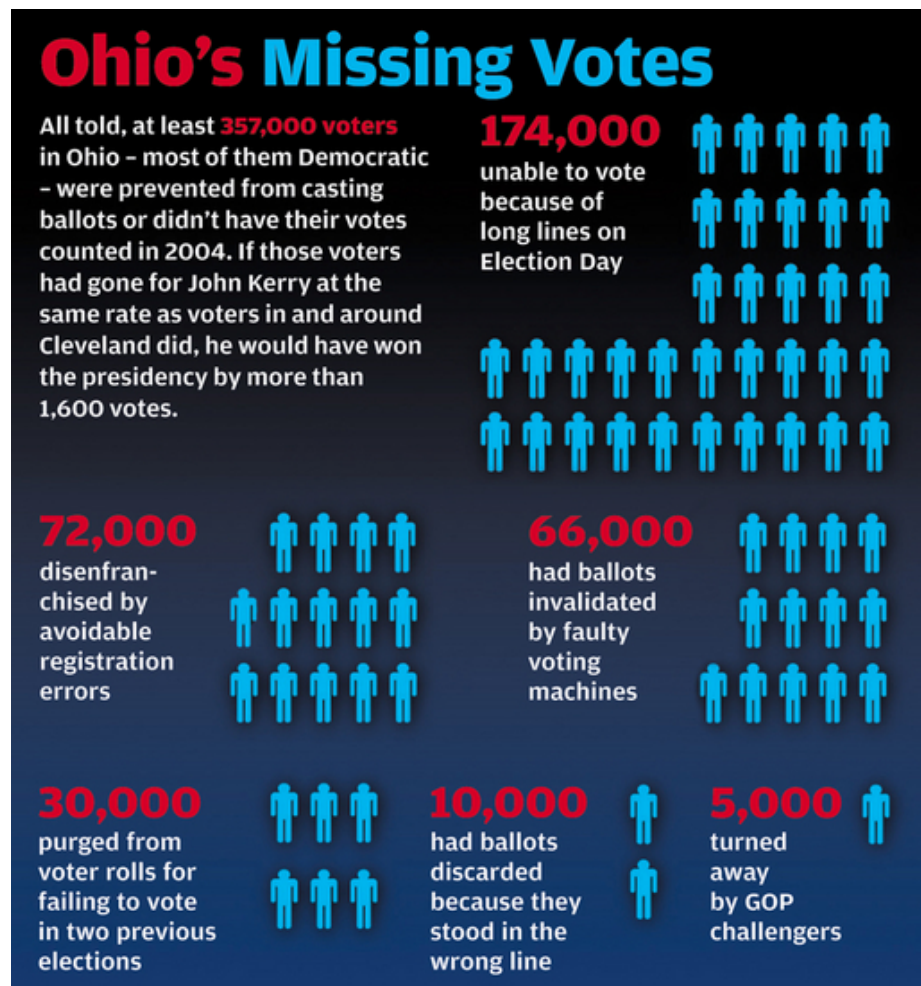 Ohio's Missing Votes
All told, at least 357,000 voters
in Ohio – most of them Democratic
– were prevented from casting
ballots or didn't have their votes
counted in 2004. If those voters
had gone for John Kerry at the
same rate as voters in and around
Cleveland did, he would have won
the presidency by more than
1,600 votes.
174,000
unable to vote
because of
long lines on
Election Day
72,000
disenfran-
chised by
avoidable
registration
errors
66,000
had ballots
invalidated
by faulty
voting
machines
30,000
purged from
voter rolls for
failing to vote
in two previous
elections
10,000
had ballots
discarded
because they
stood in the
wrong line
5,000
turned
away
by GOP
challengers